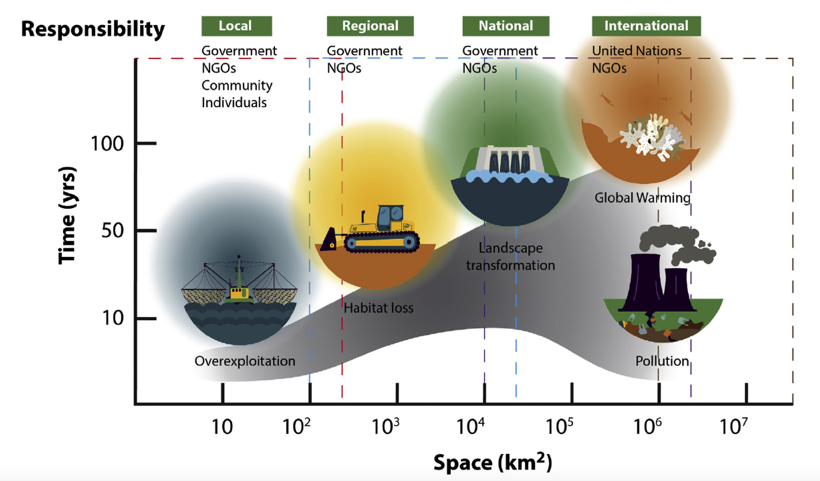 Responsibility
Local
Regional
National
International
Government
NGOs
Community
Individuals
Government
NGOs
Government
NGOs
United Nations
NGOs
Time (yrs)
100
50
10
Global Warming
Landscape
transformation
Habitat loss
Overexploitation
Pollution
10
10²
10³
10⁴
10⁵
10⁶
10⁷
Space (km²)